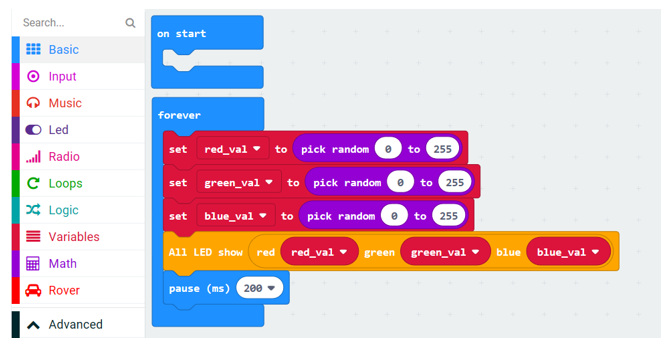 Search...
Basic
Input
Music
Led
Radio
Loops
Logic
Variables
Math
Rover
Advanced
on start
forever
set red_val to pick random 0 to 255
set green_val to pick random 0 to 255
set blue_val to pick random 0 to 255
All LED show red red_val green green_val blue blue_val
pause (ms) 200